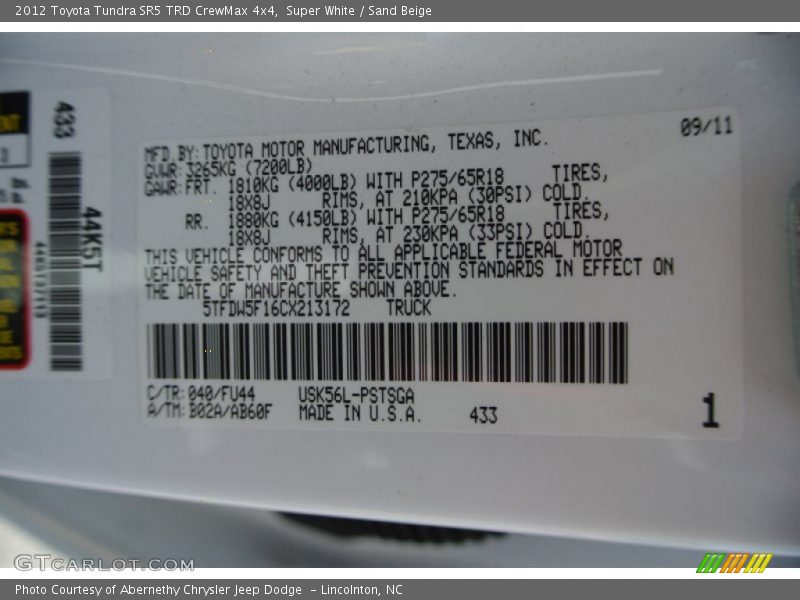 2012 Toyota Tundra SR5 TRD CrewMax 4x4, Super White / Sand Beige
433
44K5T
09/11
MFD. BY: TOYOTA MOTOR MANUFACTURING, TEXAS, INC.
GVWR: 3265KG (7200LB)
GAWR: FRT. 1810KG (4000LB) WITH P275/65R18 TIRES,
18X8J RIMS, AT 210KPA (30PSI) COLD.
RR. 1880KG (4150LB) WITH P275/65R18 TIRES,
18X8J RIMS, AT 230KPA (33PSI) COLD.
THIS VEHICLE CONFORMS TO ALL APPLICABLE FEDERAL MOTOR
VEHICLE SAFETY AND THEFT PREVENTION STANDARDS IN EFFECT ON
THE DATE OF MANUFACTURE SHOWN ABOVE.
5TFDW5F16CX213172 TRUCK
C/TR: 040/FU44 USK56L-PSTSGA
A/TM: B02A/AB60F MADE IN U.S.A. 433
1
GTCARLOT.COM
Photo Courtesy of Abernethy Chrysler Jeep Dodge - Lincolnton, NC